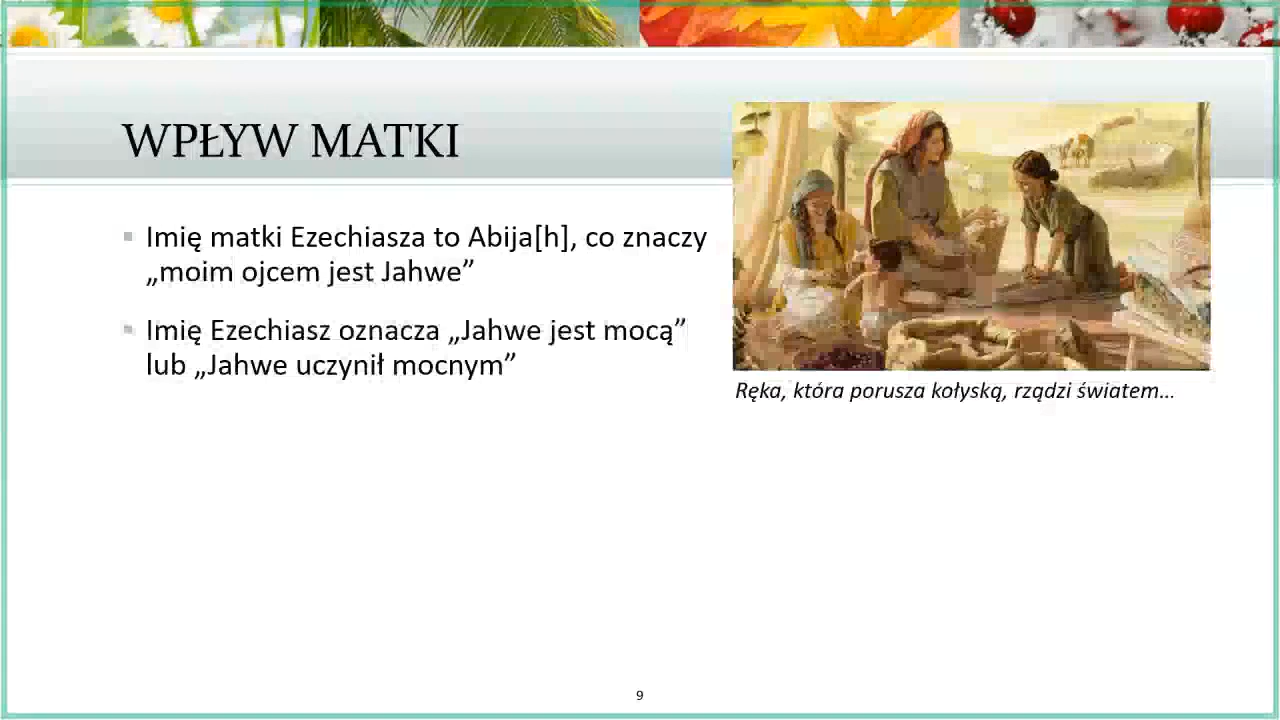 WPŁYW MATKI
Imię matki Ezechiasza to Abija[h], co znaczy
„moim ojcem jest Jahwe”
Imię Ezechiasz oznacza „Jahwe jest mocą”
lub „Jahwe uczynił mocnym”
Ręka, która porusza kołyską, rządzi światem...
9